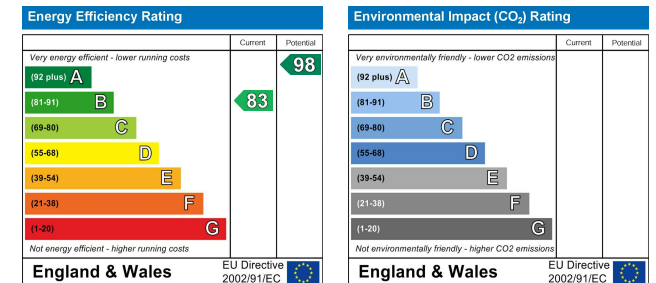 Energy Efficiency Rating
Current Potential
Very energy efficient - lower running costs
(92 plus) A
98
(81-91) B
83
(69-80) C
(55-68) D
(39-54) E
(21-38) F
(1-20) G
Not energy efficient - higher running costs
England & Wales
EU Directive
2002/91/EC
Environmental Impact (CO₂) Rating
Current Potential
Very environmentally friendly - lower CO2 emissions
(92 plus) A
(81-91) B
(69-80) C
(55-68) D
(39-54) E
(21-38) F
(1-20) G
Not environmentally friendly - higher CO2 emissions
England & Wales
EU Directive
2002/91/EC